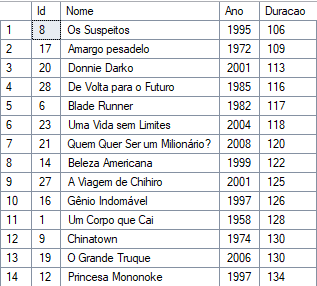 Id Nome Ano Duracao
1 8 Os Suspeitos 1995 106
2 17 Amargo pesadelo 1972 109
3 20 Donnie Darko 2001 113
4 28 De Volta para o Futuro 1985 116
5 6 Blade Runner 1982 117
6 23 Uma Vida sem Limites 2004 118
7 21 Quem Quer Ser um Milionário? 2008 120
8 14 Beleza Americana 1999 122
9 27 A Viagem de Chihiro 2001 125
10 16 Gênio Indomável 1997 126
11 1 Um Corpo que Cai 1958 128
12 9 Chinatown 1974 130
13 19 O Grande Truque 2006 130
14 12 Princesa Mononoke 1997 134